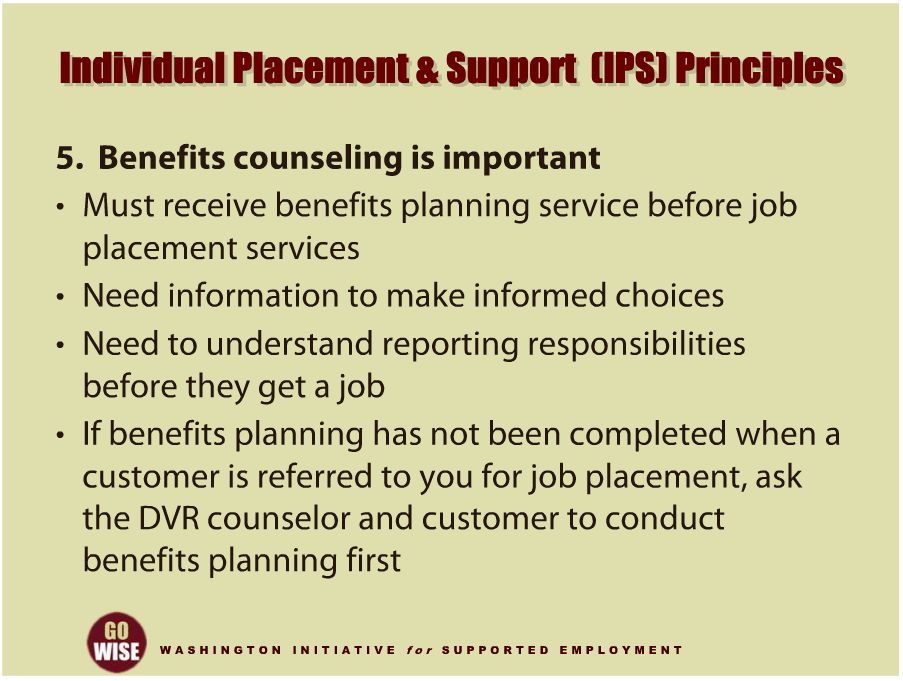 Individual Placement & Support (IPS) Principles
5. Benefits counseling is important
• Must receive benefits planning service before job
placement services
• Need information to make informed choices
• Need to understand reporting responsibilities
before they get a job
• If benefits planning has not been completed when a
customer is referred to you for job placement, ask
the DVR counselor and customer to conduct
benefits planning first
GO
WISE
WASHINGTON INITIATIVE for SUPPORTED EMPLOYMENT